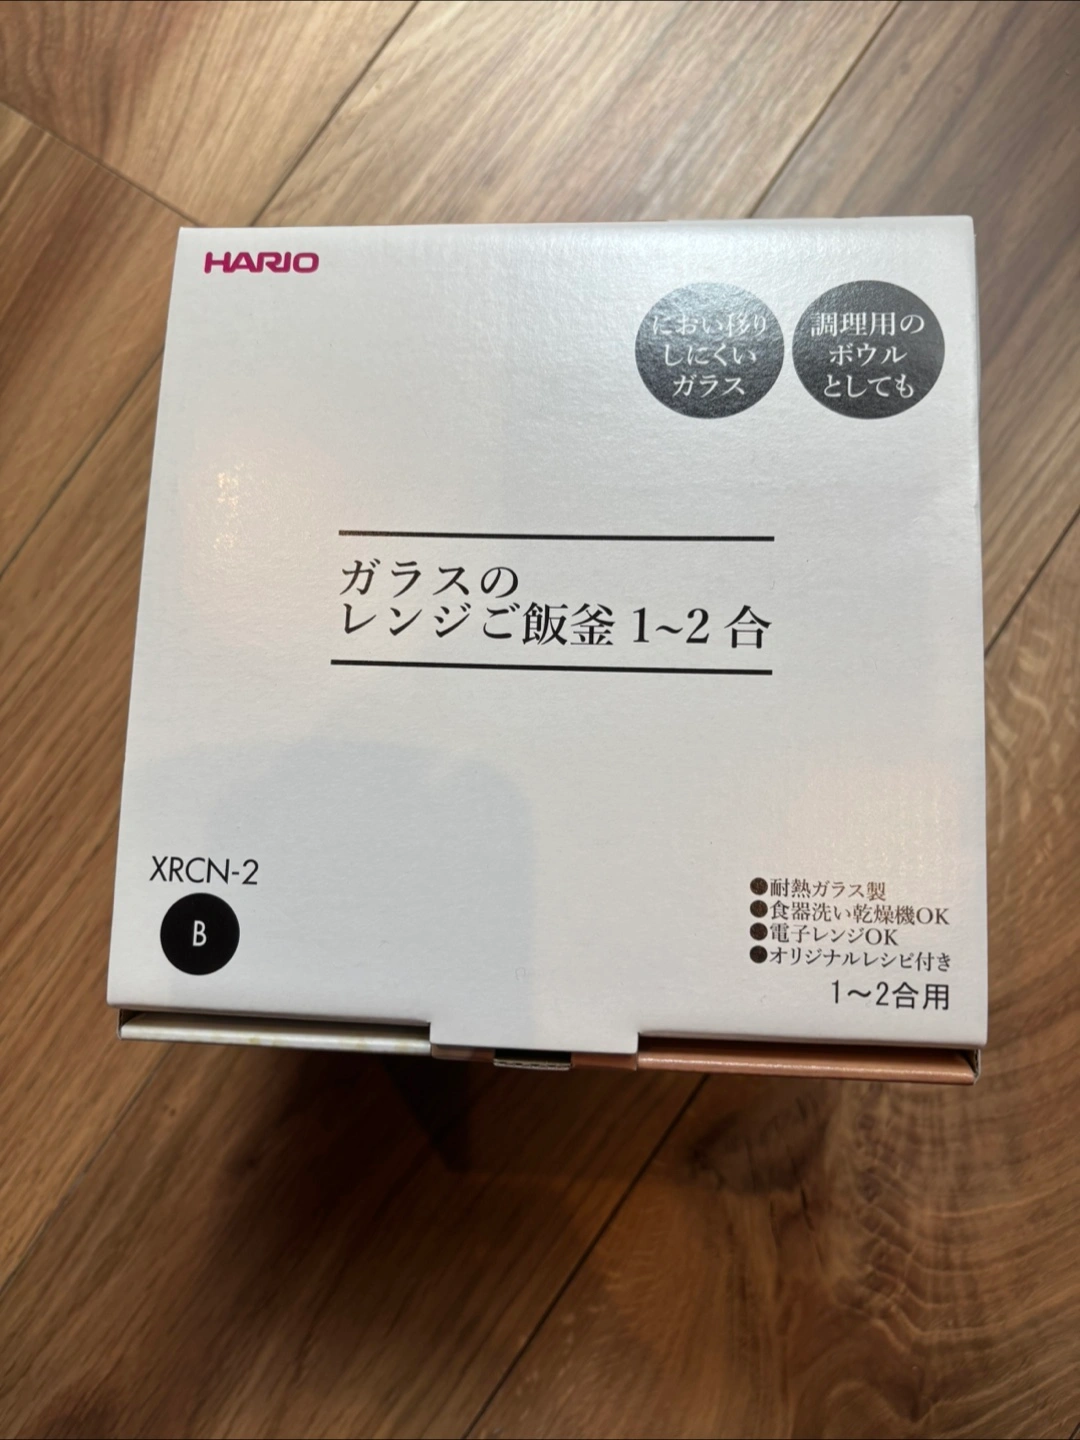 HARIO
におい移り
しにくい
ガラス
調理用の
ボウル
としても
ガラスの
レンジご飯釜 1~2 合
XRCN-2
B
●耐熱ガラス製
●食器洗い乾燥機OK
●電子レンジOK
●オリジナルレシピ付き
1〜2合用